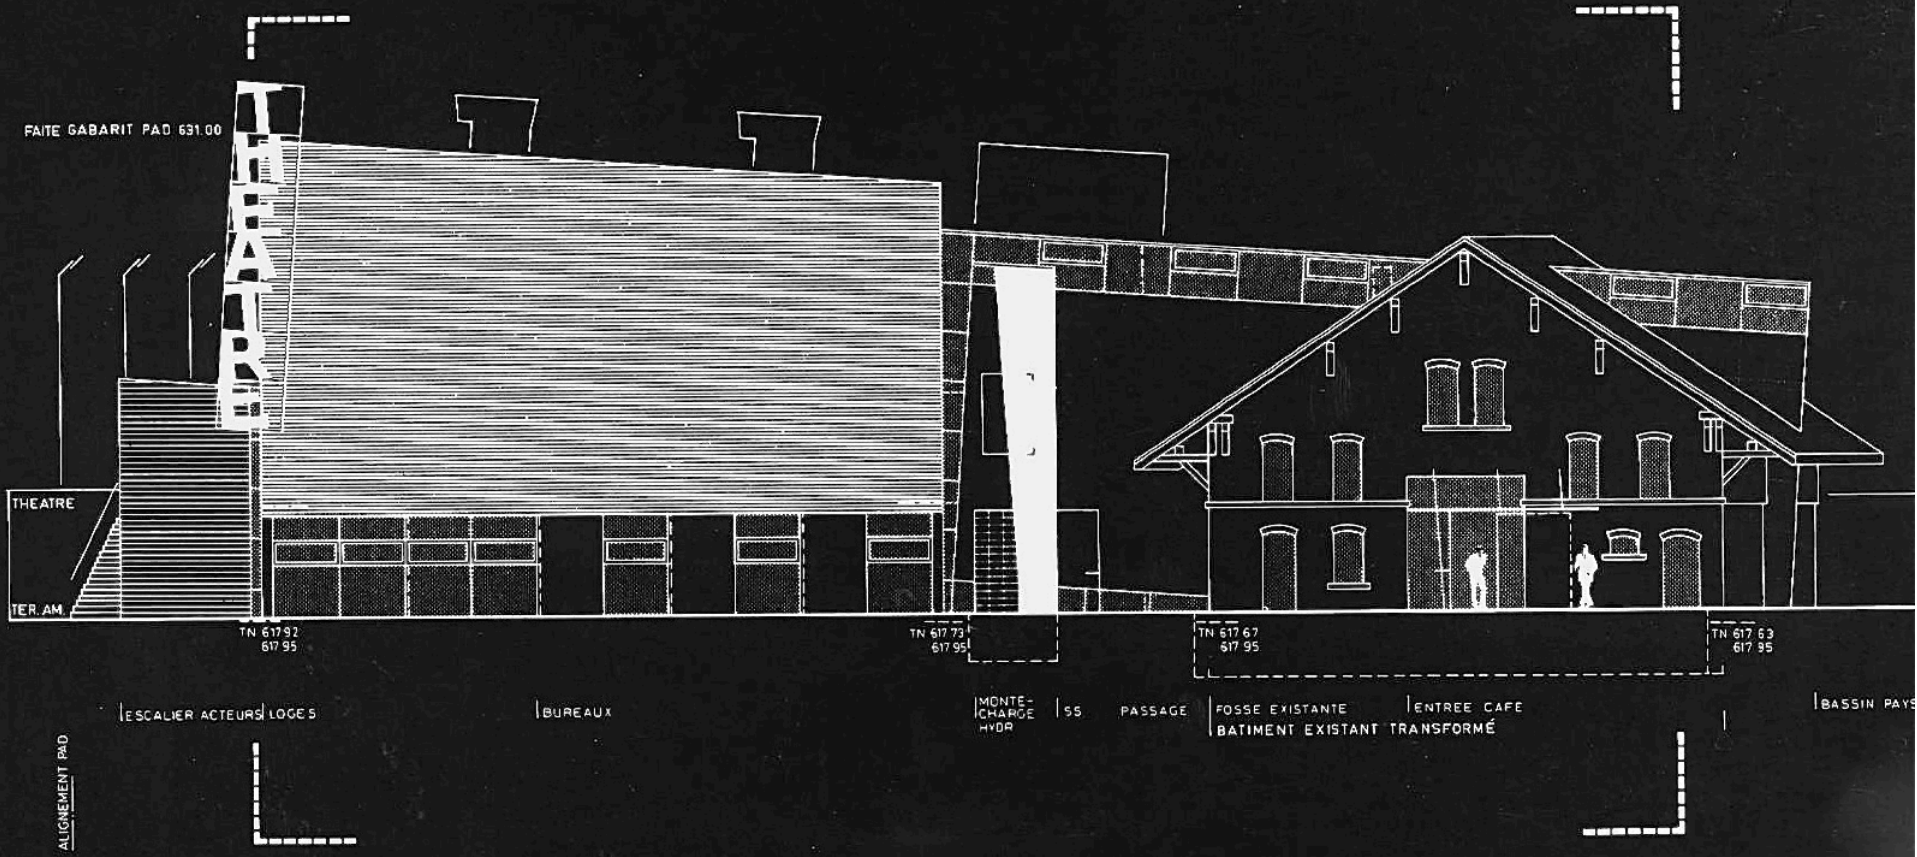 FAITE GABARIT PAD 631.00
THEATRE
THEATRE
TER. AM.
TN 617 92
617 95
TN 617 73
617 95
TN 617 67
617 95
TN 617 63
617 95
ESCALIER ACTEURS
LOGES
BUREAUX
MONTE-
CHARGE
HYDR
SS
PASSAGE
FOSSE EXISTANTE
BATIMENT EXISTANT TRANSFORMÉ
ENTREE CAFE
BASSIN PAYS
ALIGNEMENT PAD